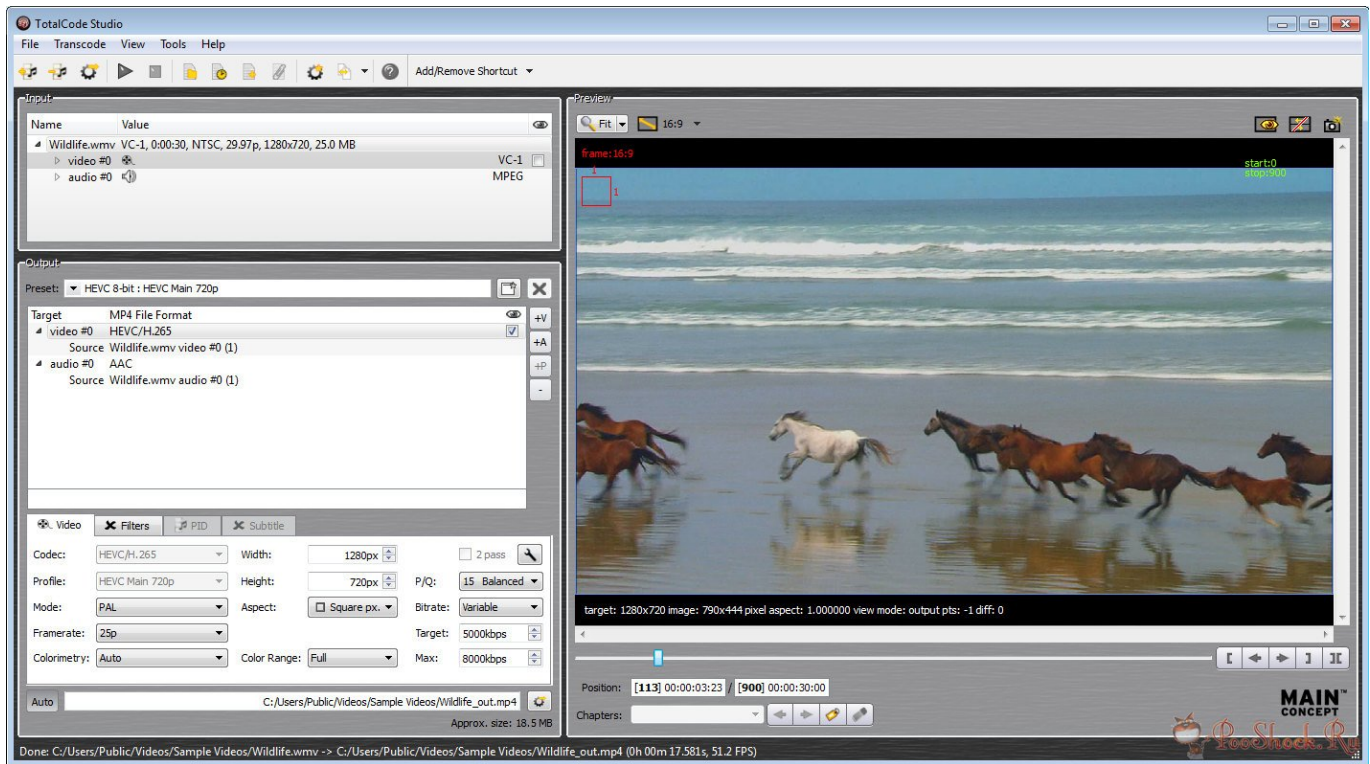 TotalCode Studio
File Transcode View Tools Help
Add/Remove Shortcut
Input
Name Value
Wildlife.wmv VC-1, 0:00:30, NTSC, 29.97p, 1280x720, 25.0 MB
video #0 VC-1
audio #0 MPEG
Output
Preset: HEVC 8-bit : HEVC Main 720p
Target MP4 File Format
+V
video #0 HEVC/H.265
Source Wildlife.wmv video #0 (1)
+A
audio #0 AAC
+P
Source Wildlife.wmv audio #0 (1)
-
Video Filters PID Subtitle
Codec: HEVC/H.265 Width: 1280px 2 pass
Profile: HEVC Main 720p Height: 720px P/Q: 15 Balanced
Mode: PAL Aspect: Square px. Bitrate: Variable
Framerate: 25p Target: 5000kbps
Colorimetry: Auto Color Range: Full Max: 8000kbps
Auto C:/Users/Public/Videos/Sample Videos/Wildlife_out.mp4
Approx. size: 18.5 MB
Preview
Fit 16:9
frame:16:9
start:0
stop:900
1
1
target: 1280x720 image: 790x444 pixel aspect: 1.000000 view mode: output pts: -1 diff: 0
Position: [113] 00:00:03:23 / [900] 00:00:30:00
Chapters:
MAIN™
CONCEPT
PooShock.Ru
Done: C:/Users/Public/Videos/Sample Videos/Wildlife.wmv -> C:/Users/Public/Videos/Sample Videos/Wildlife_out.mp4 (0h 00m 17.581s, 51.2 FPS)